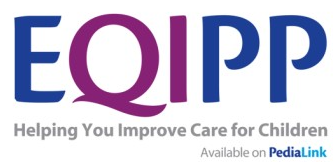 EQIPP
Helping You Improve Care for Children
Available on PediaLink